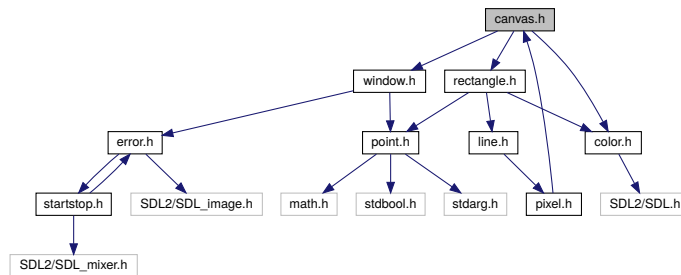 canvas.h
window.h
rectangle.h
error.h
point.h
line.h
color.h
startstop.h
SDL2/SDL_image.h
math.h
stdbool.h
stdarg.h
pixel.h
SDL2/SDL.h
SDL2/SDL_mixer.h